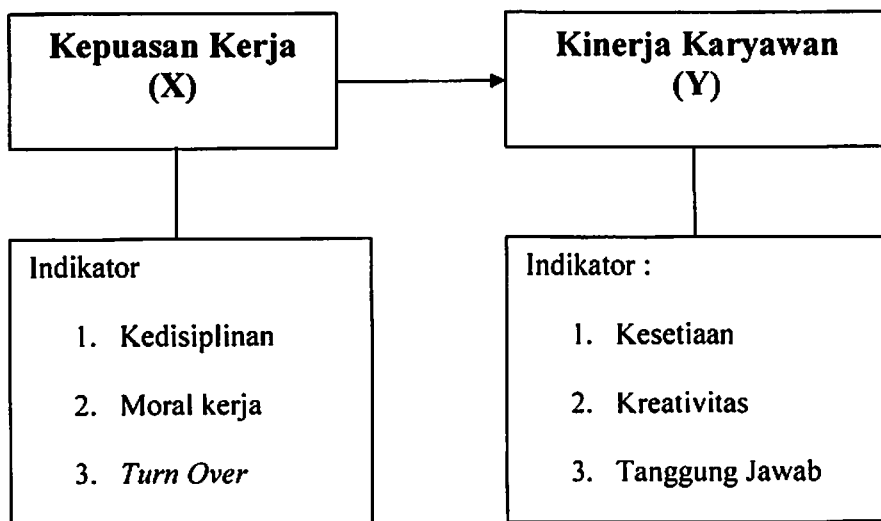 Kepuasan Kerja
(X)
Kinerja Karyawan
(Y)
Indikator
1. Kedisiplinan
2. Moral kerja
3. Turn Over
Indikator :
1. Kesetiaan
2. Kreativitas
3. Tanggung Jawab